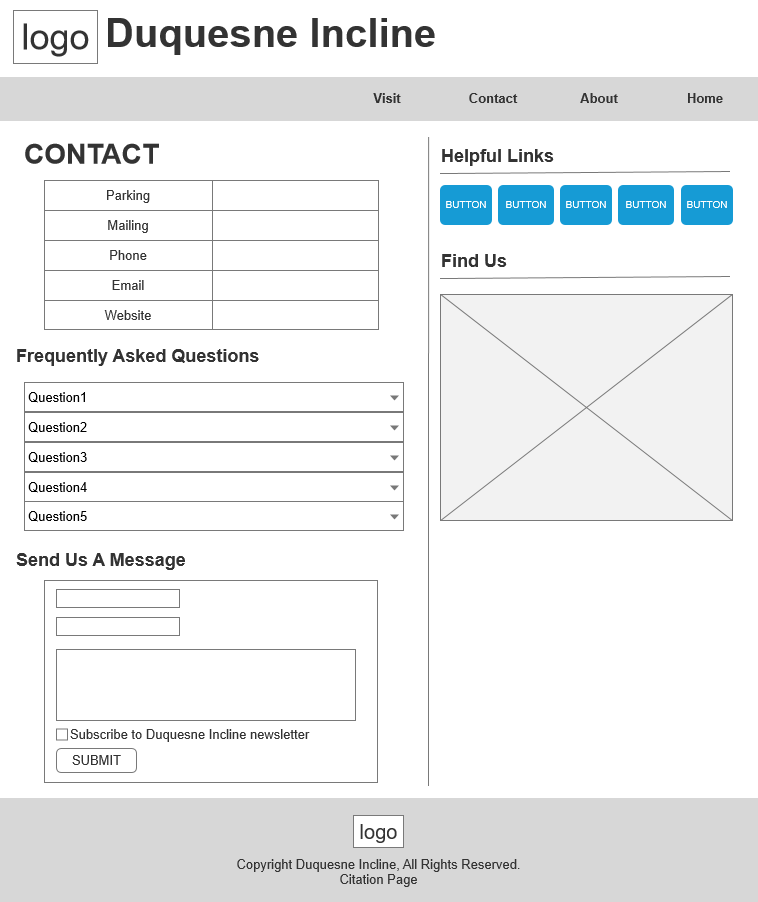 logo Duquesne Incline
Visit Contact About Home
CONTACT
Parking
Mailing
Phone
Email
Website
Frequently Asked Questions
Question1
Question2
Question3
Question4
Question5
Send Us A Message
Subscribe to Duquesne Incline newsletter
SUBMIT
Helpful Links
BUTTON BUTTON BUTTON BUTTON BUTTON
Find Us
logo
Copyright Duquesne Incline, All Rights Reserved.
Citation Page